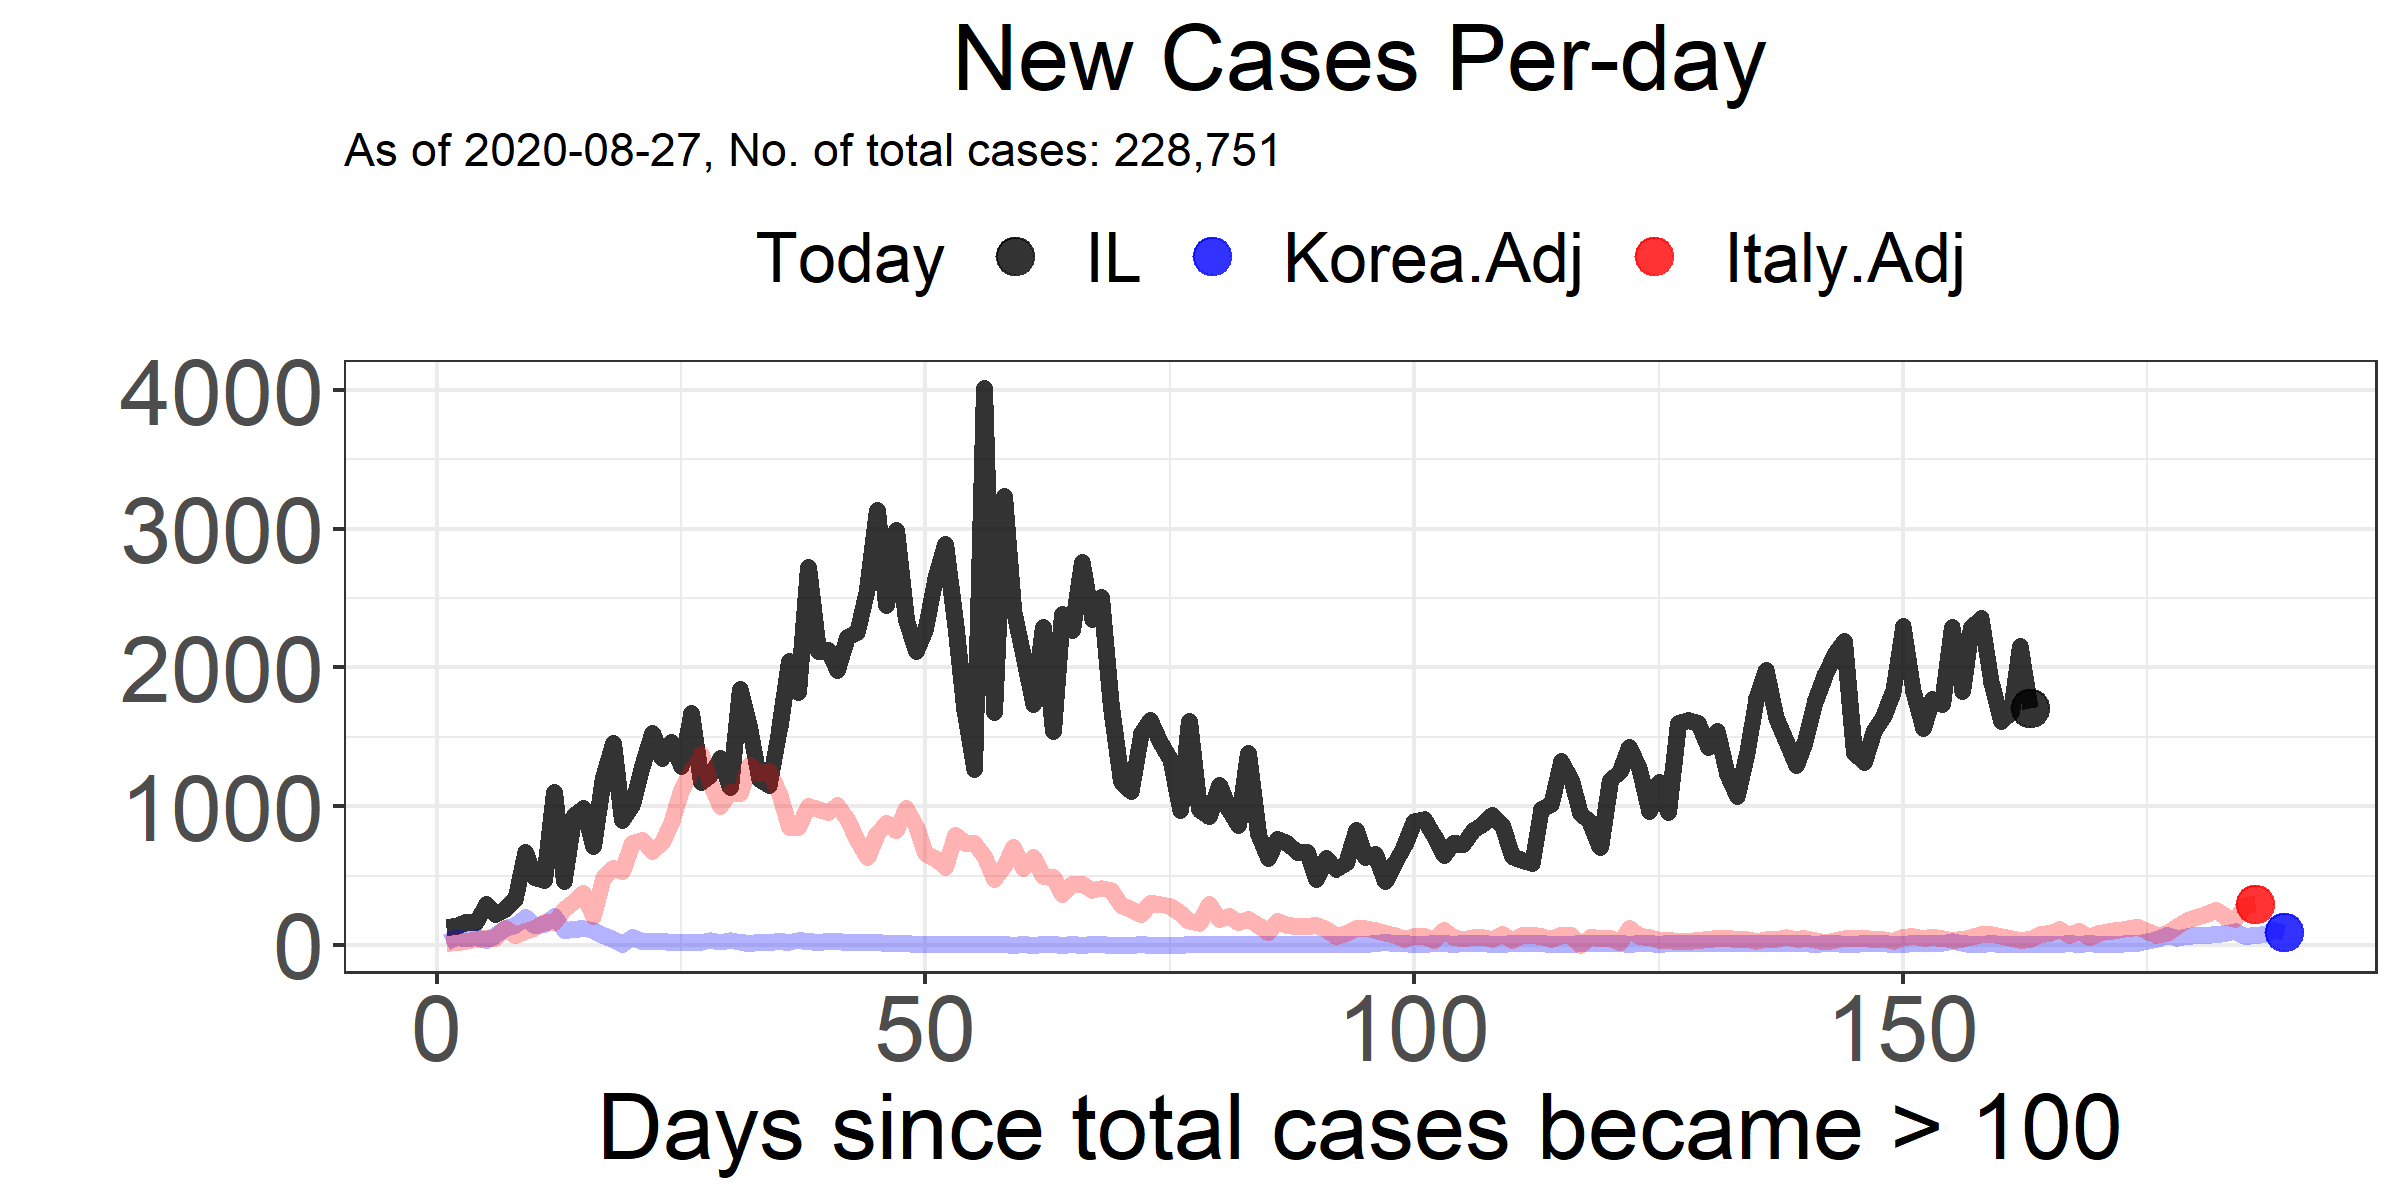 New Cases Per-day
As of 2020-08-27, No. of total cases: 228,751
Today IL Korea.Adj Italy.Adj
4000
3000
2000
1000
0
0 50 100 150
Days since total cases became > 100